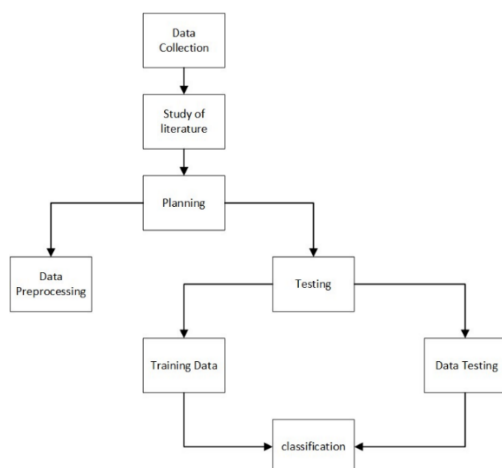 Data
Collection
Study of
literature
Planning
Data
Preprocessing
Testing
Training Data
Data Testing
classification